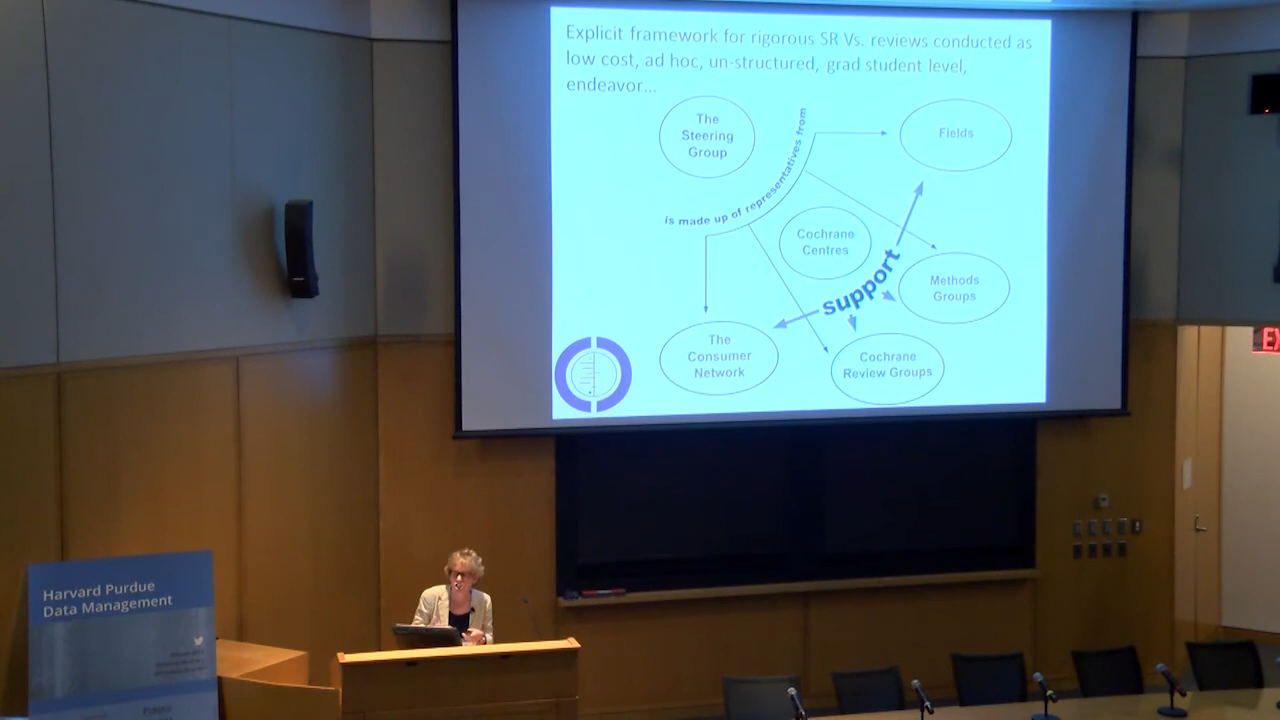 Explicit framework for rigorous SR Vs. reviews conducted as
low cost, ad hoc, un-structured, grad student level,
endeavor...
The
Steering
Group
is made up of representatives from
Fields
Cochrane
Centres
support
Methods
Groups
The
Consumer
Network
Cochrane
Review Groups
EX
Harvard Purdue
Data Management